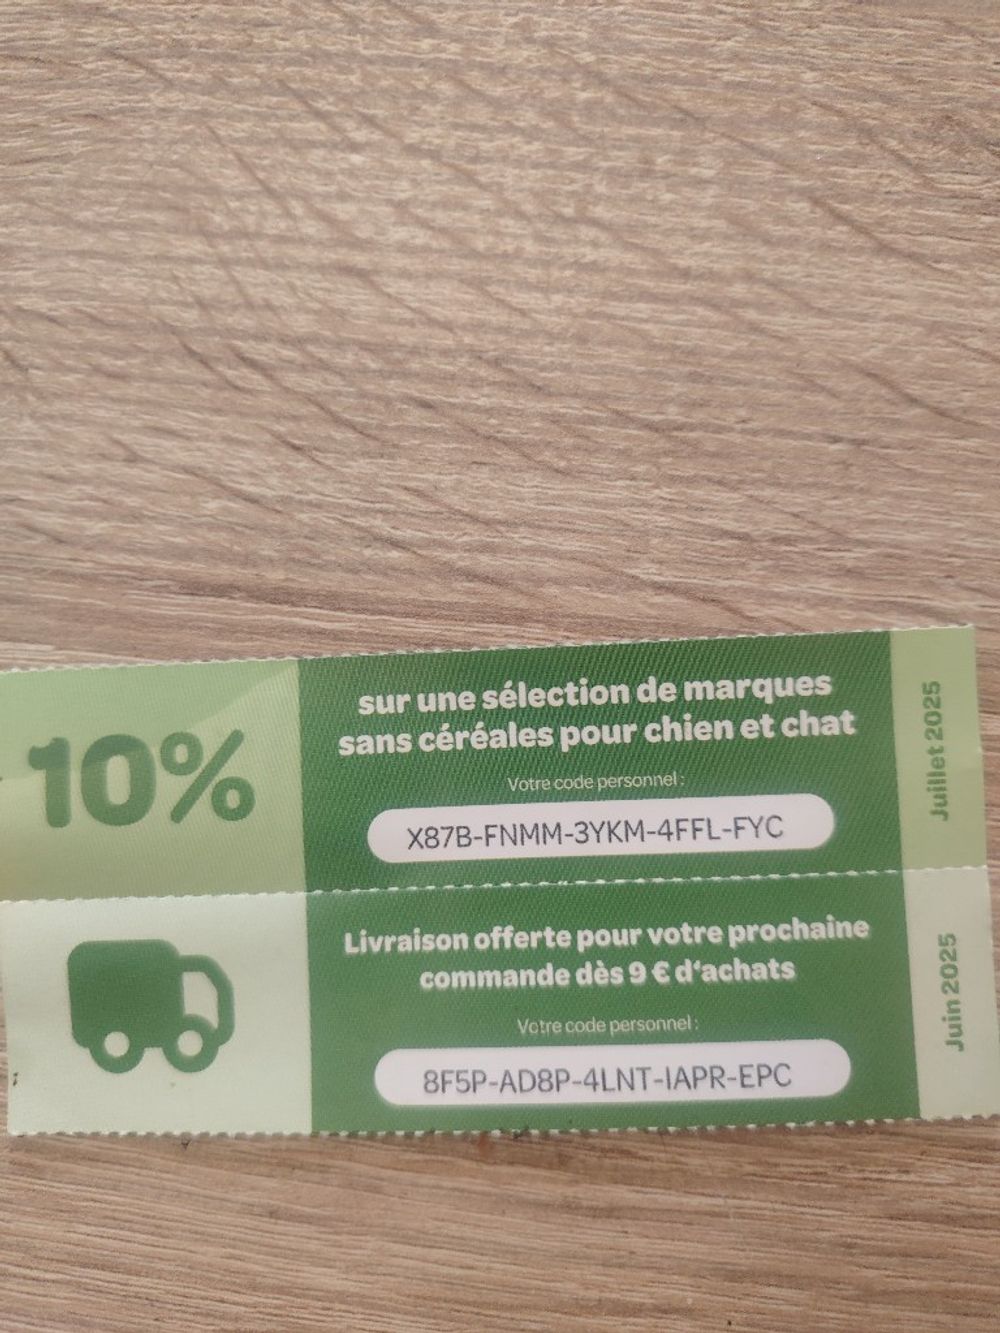 10%
sur une sélection de marques
sans céréales pour chien et chat
Votre code personnel :
X87B-FNMM-3YKM-4FFL-FYC
Juillet 2025
Livraison offerte pour votre prochaine
commande dès 9 € d'achats
Votre code personnel :
8F5P-AD8P-4LNT-IAPR-EPC
Juin 2025